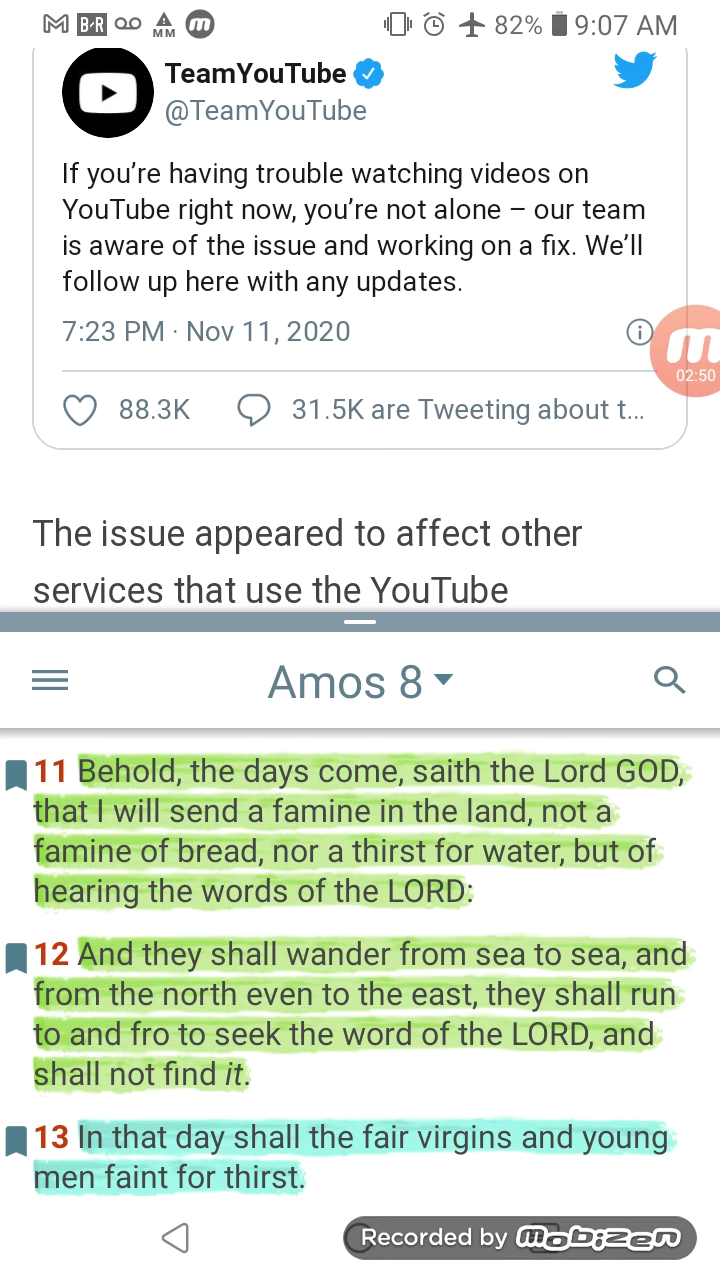 B-R MM m 82% 9:07 AM
TeamYouTube
@TeamYouTube
If you’re having trouble watching videos on
YouTube right now, you’re not alone – our team
is aware of the issue and working on a fix. We’ll
follow up here with any updates.
7:23 PM · Nov 11, 2020
m
02:50
88.3K 31.5K are Tweeting about t...
The issue appeared to affect other
services that use the YouTube
Amos 8
11 Behold, the days come, saith the Lord GOD,
that I will send a famine in the land, not a
famine of bread, nor a thirst for water, but of
hearing the words of the LORD:
12 And they shall wander from sea to sea, and
from the north even to the east, they shall run
to and fro to seek the word of the LORD, and
shall not find it.
13 In that day shall the fair virgins and young
men faint for thirst.
Recorded by mobizen